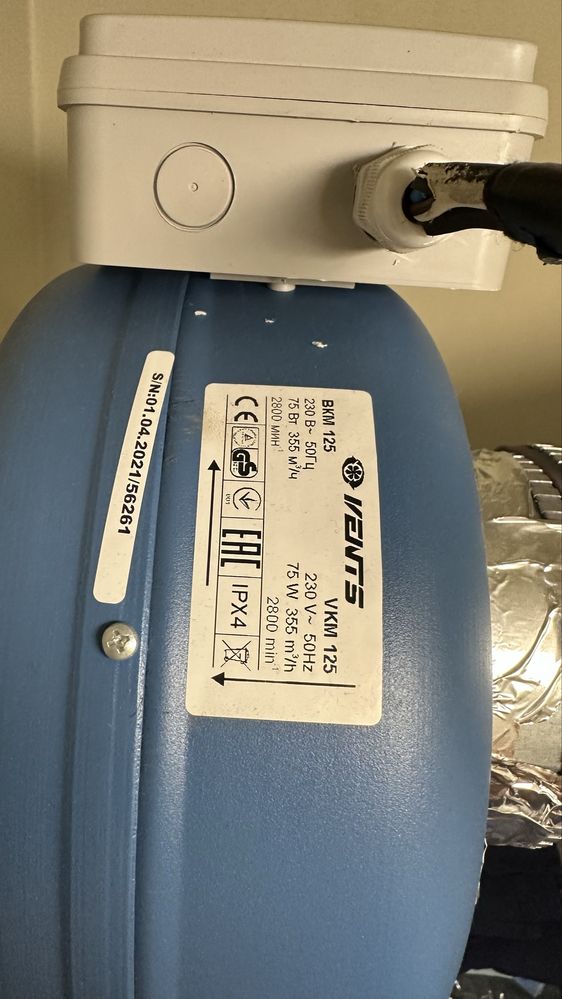 S/N:01.04.2021/56261
VENTS
ВКМ 125
230 В~ 50Гц
75 Вт 355 м³/ч
2800 мин⁻¹
VKM 125
230 V~ 50Hz
75 W 355 m³/h
2800 min⁻¹
CE
GS
EAC
IPX4